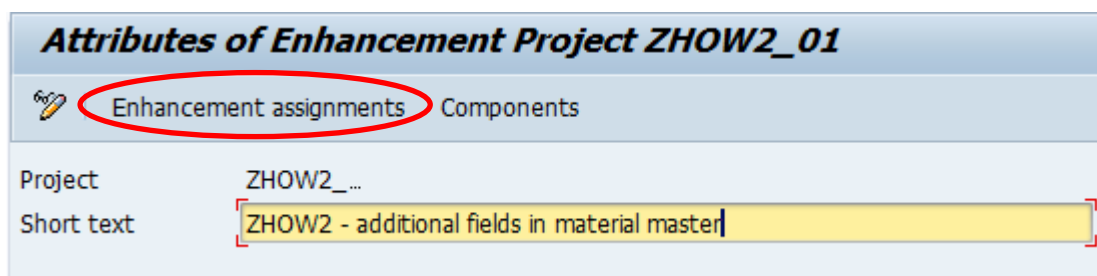 Attributes of Enhancement Project ZHOW2_01
Enhancement assignments Components
Project ZHOW2_...
Short text ZHOW2 - additional fields in material master